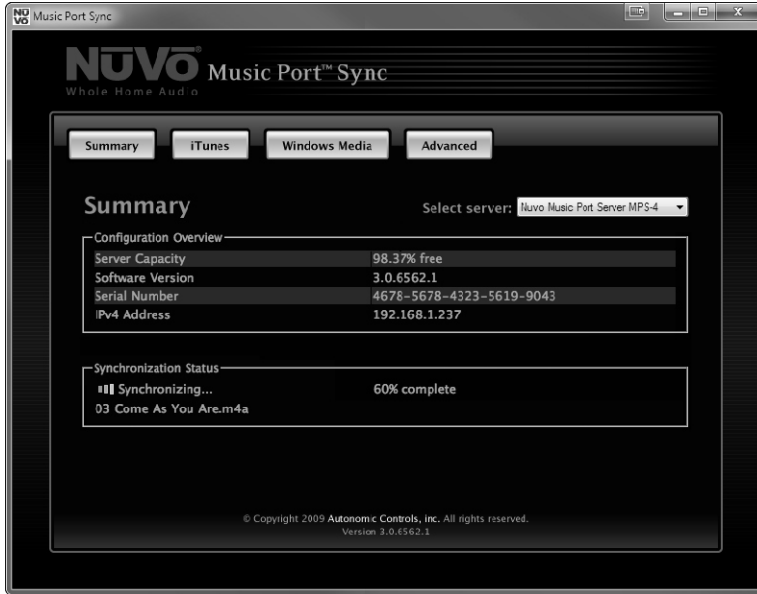 NŪVO Music Port Sync
NŪVO® Music Port™ Sync
Whole Home Audio
Summary iTunes Windows Media Advanced
Summary
Select server: Nuvo Music Port Server MPS-4
Configuration Overview
Server Capacity 98.37% free
Software Version 3.0.6562.1
Serial Number 4678-5678-4323-5619-9043
IPv4 Address 192.168.1.237
Synchronization Status
Synchronizing... 60% complete
03 Come As You Are.m4a
© Copyright 2009 Autonomic Controls, inc. All rights reserved.
Version 3.0.6562.1